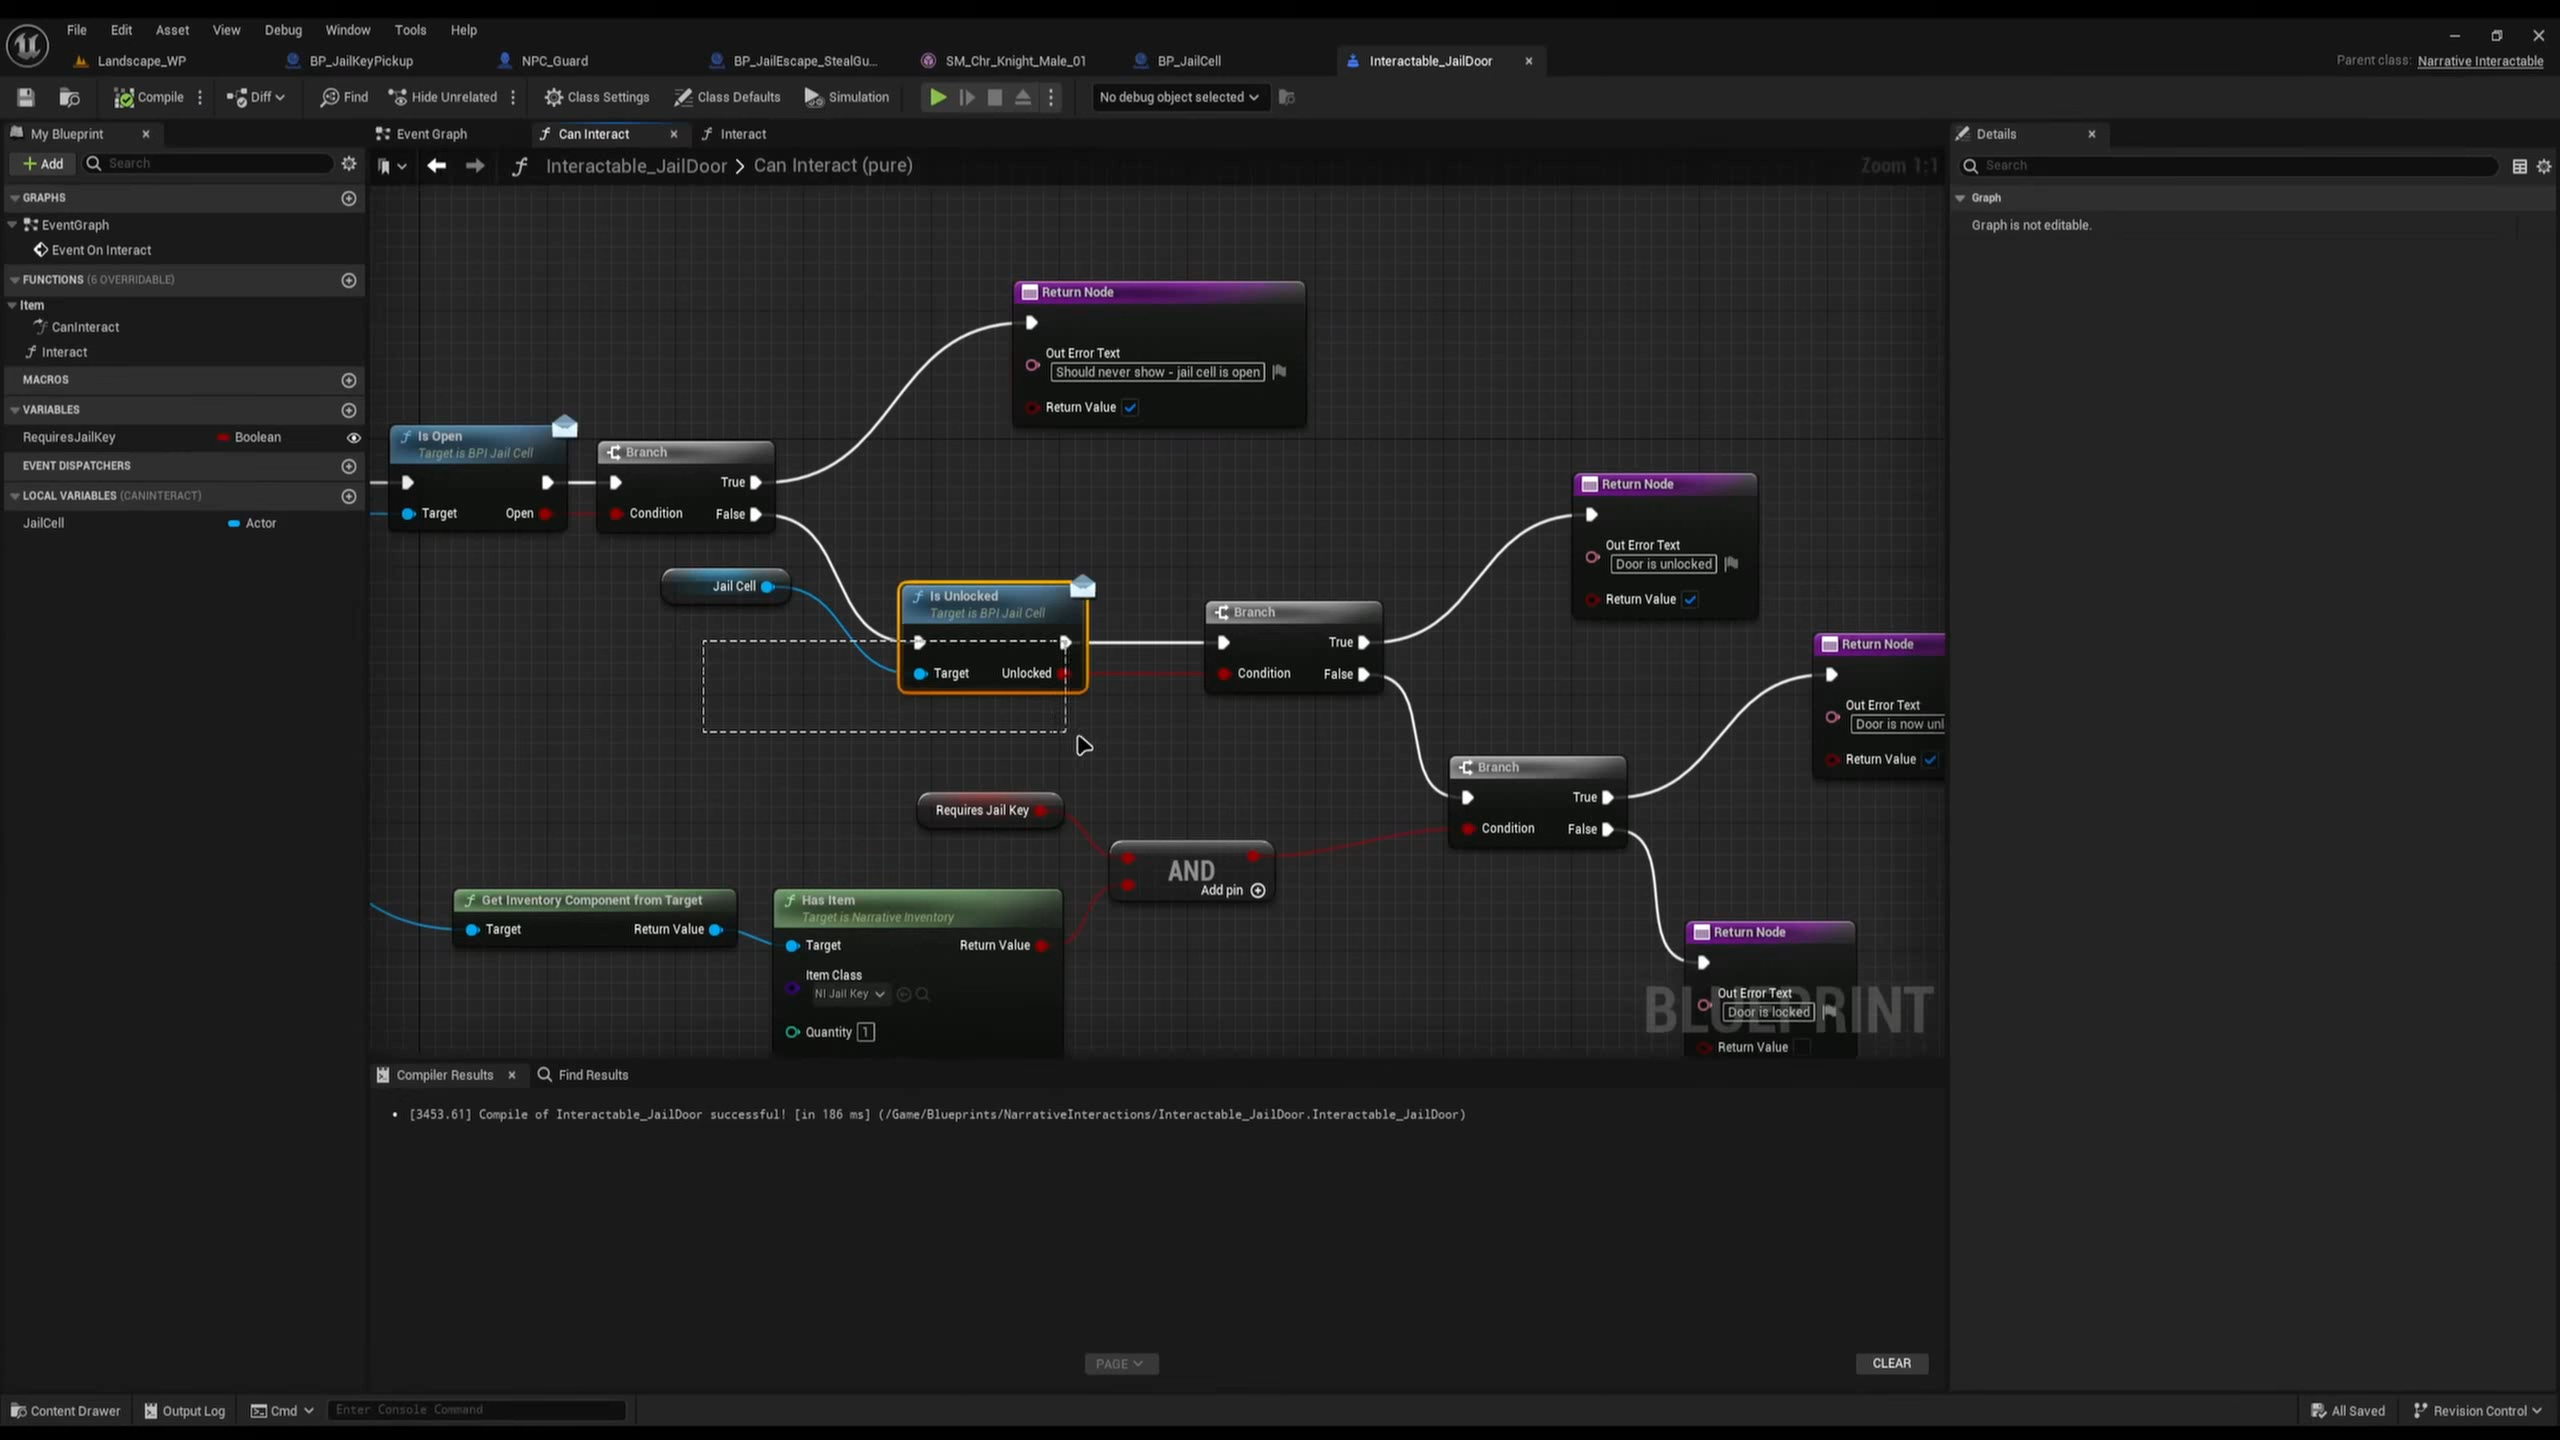 File Edit Asset View Debug Window Tools Help
Landscape_WP BP_JailKeyPickup NPC_Guard BP_JailEscape_StealGu... SM_Chr_Knight_Male_01 BP_JailCell Interactable_JailDoor
Parent class: Narrative Interactable
Compile Diff Find Hide Unrelated Class Settings Class Defaults Simulation No debug object selected
My Blueprint
Add Search
GRAPHS
EventGraph
Event On Interact
FUNCTIONS (6 OVERRIDABLE)
Item
CanInteract
Interact
MACROS
VARIABLES
RequiresJailKey Boolean
EVENT DISPATCHERS
LOCAL VARIABLES (CANINTERACT)
JailCell Actor
Event Graph Can Interact Interact
Interactable_JailDoor > Can Interact (pure)
Zoom 1:1
Return Node
Out Error Text
Should never show - jail cell is open
Return Value
Is Open
Target is BPI Jail Cell
Target Open
Branch
True
Condition False
Jail Cell
Is Unlocked
Target is BPI Jail Cell
Target Unlocked
Branch
True
Condition False
Return Node
Out Error Text
Door is unlocked
Return Value
Return Node
Out Error Text
Door is now unl
Return Value
Branch
True
Condition False
Requires Jail Key
AND
Add pin
Get Inventory Component from Target
Target Return Value
Has Item
Target is Narrative Inventory
Target Return Value
Item Class
NI Jail Key
Quantity 1
Return Node
Out Error Text
Door is locked
Return Value
BLUEPRINT
Details
Search
Graph
Graph is not editable.
Compiler Results Find Results
[3453.61] Compile of Interactable_JailDoor successful! [in 186 ms] (/Game/Blueprints/NarrativeInteractions/Interactable_JailDoor.Interactable_JailDoor)
PAGE CLEAR
Content Drawer Output Log Cmd Enter Console Command All Saved Revision Control